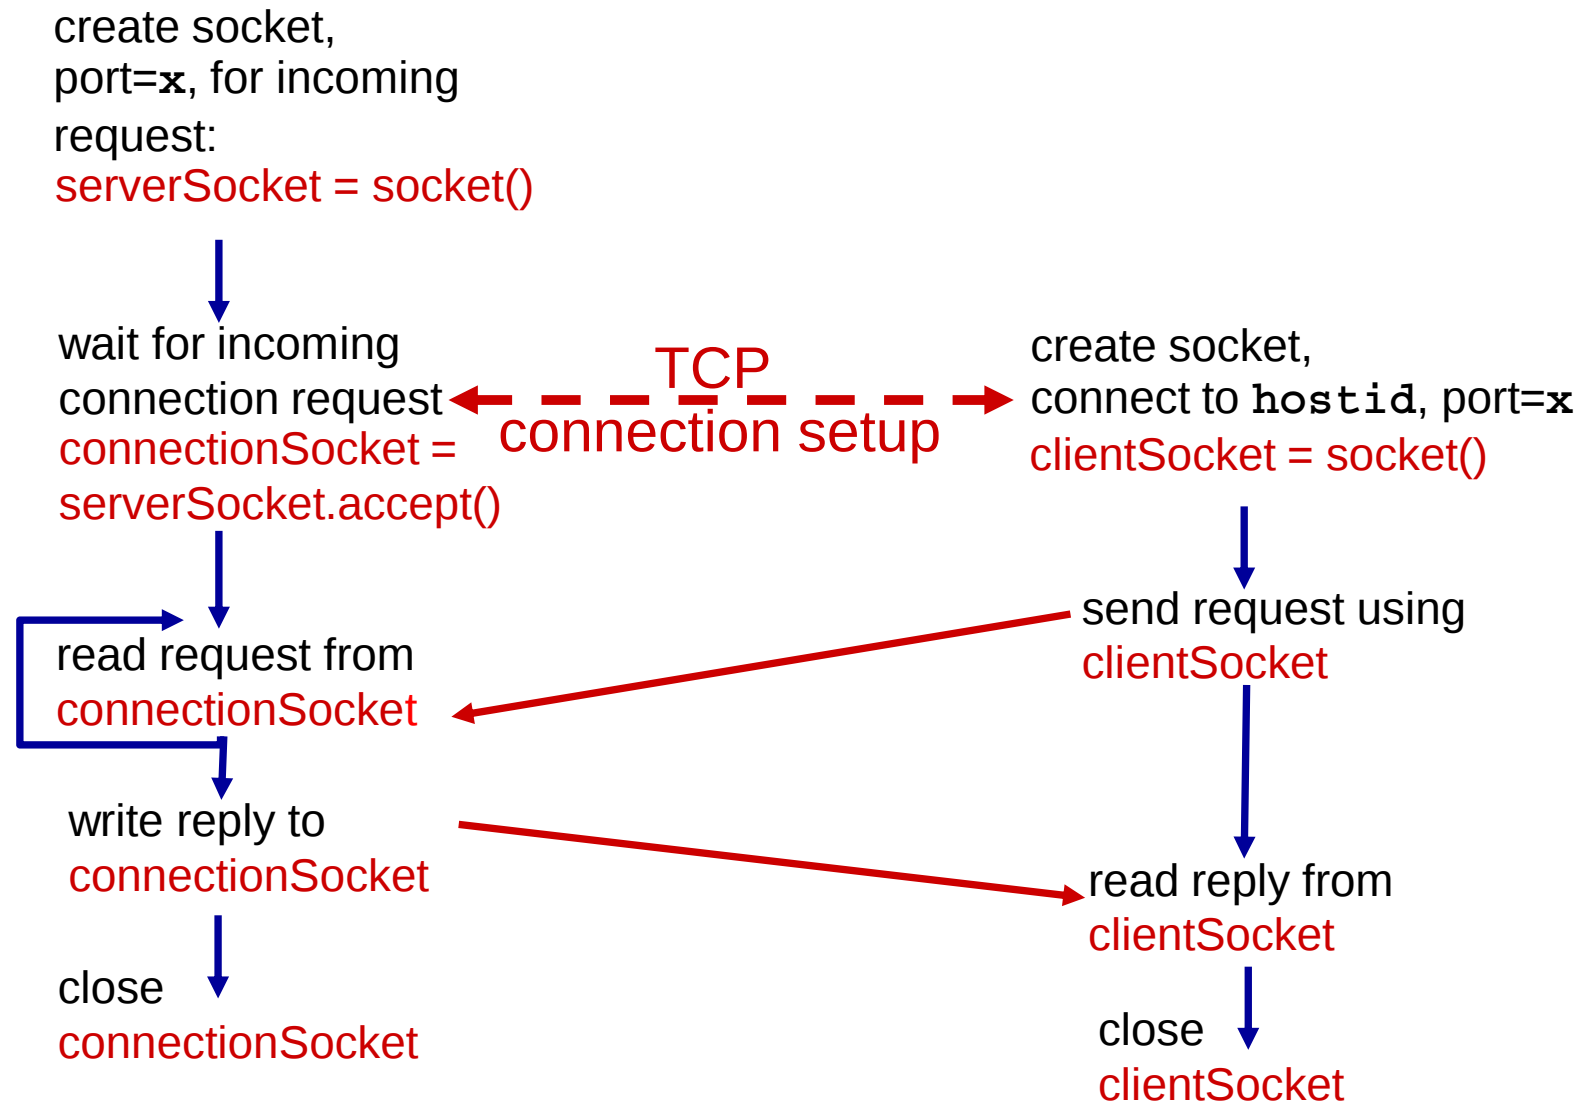 create socket,
port=x, for incoming
request:
serverSocket = socket()
wait for incoming
connection request
connectionSocket =
serverSocket.accept()
TCP
connection setup
create socket,
connect to hostid, port=x
clientSocket = socket()
send request using
clientSocket
read request from
connectionSocket
write reply to
connectionSocket
read reply from
clientSocket
close
connectionSocket
close
clientSocket